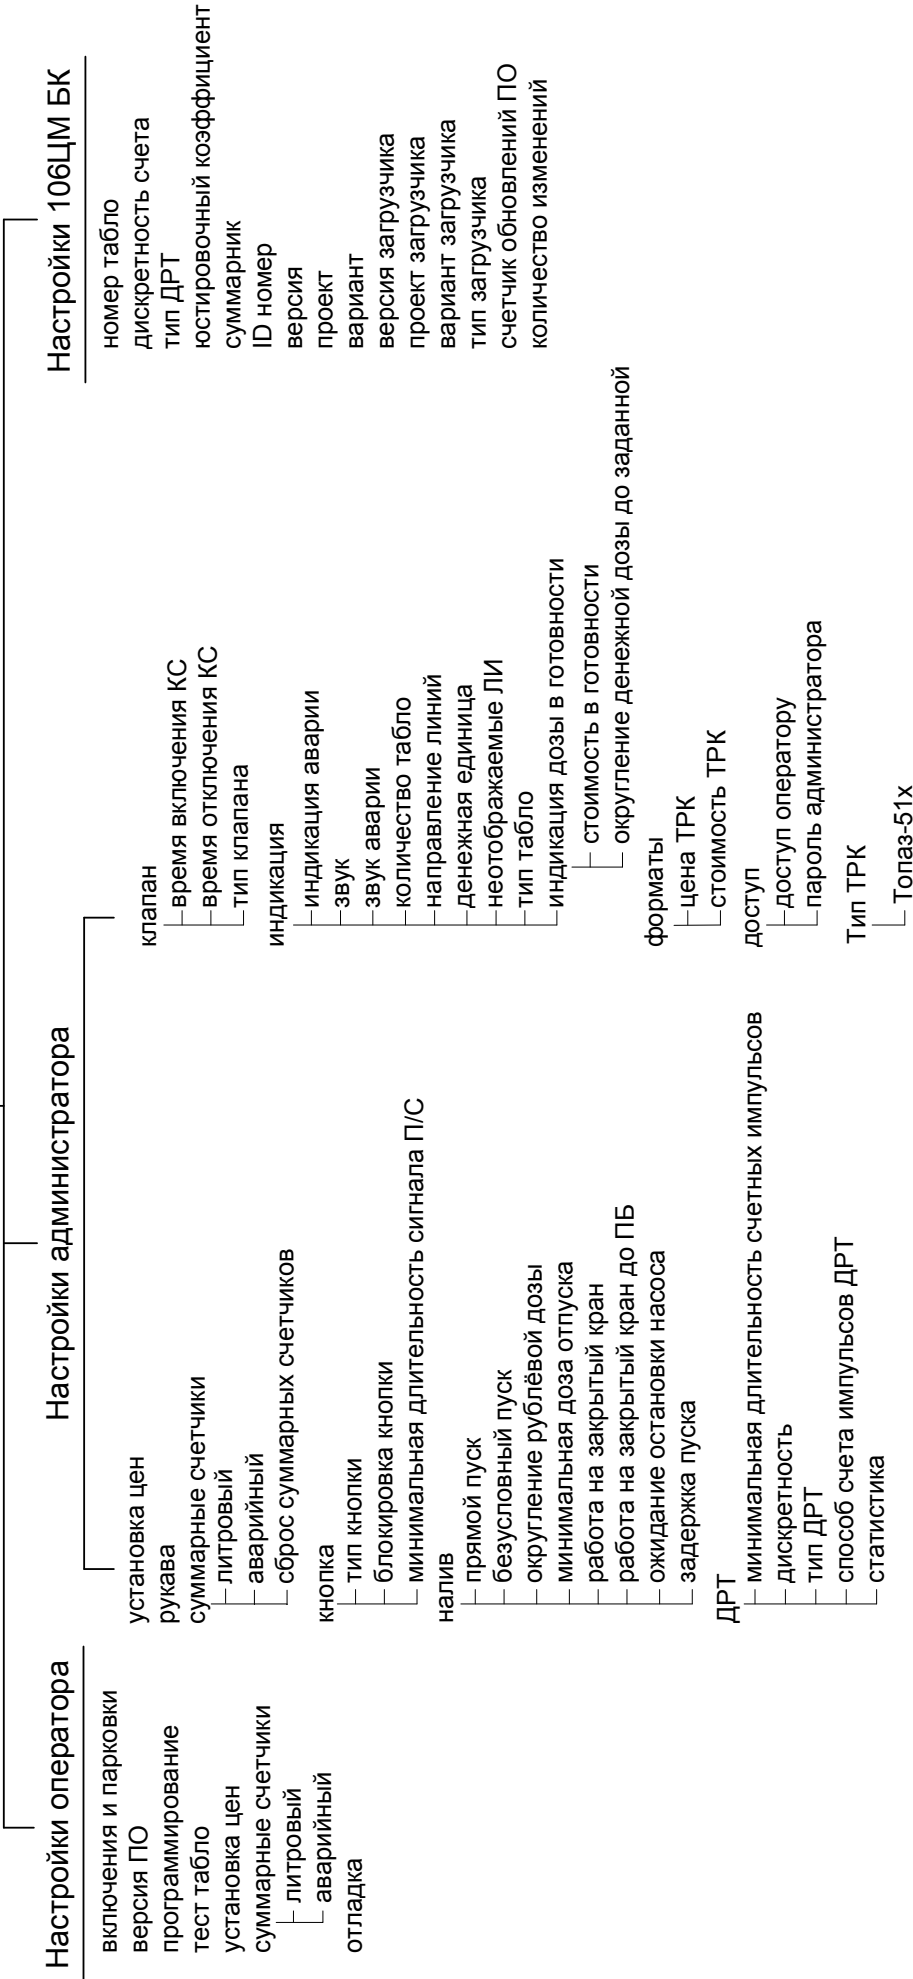 Настройки оператора
включения и парковки
версия ПО
программирование
тест табло
установка цен
суммарные счетчики
литровый
аварийный
отладка
Настройки администратора
установка цен
рукава
суммарные счетчики
литровый
аварийный
сброс суммарных счетчиков
кнопка
тип кнопки
блокировка кнопки
минимальная длительность сигнала П/С
налив
прямой пуск
безусловный пуск
округление рублёвой дозы
минимальная доза отпуска
работа на закрытый кран
работа на закрытый кран до ПБ
ожидание остановки насоса
задержка пуска
ДРТ
минимальная длительность счетных импульсов
дискретность
тип ДРТ
способ счета импульсов ДРТ
статистика
клапан
время включения КС
время отключения КС
тип клапана
индикация
индикация аварии
звук
звук аварии
количество табло
направление линий
денежная единица
неотображаемые ЛИ
тип табло
индикация дозы в готовности
стоимость в готовности
округление денежной дозы до заданной
форматы
цена ТРК
стоимость ТРК
доступ
доступ оператору
пароль администратора
Тип ТРК
Топаз-51х
Настройки 106ЦМ БК
номер табло
дискретность счета
тип ДРТ
юстировочный коэффициент
суммарник
ID номер
версия
проект
вариант
версия загрузчика
проект загрузчика
вариант загрузчика
тип загрузчика
счетчик обновлений ПО
количество изменений